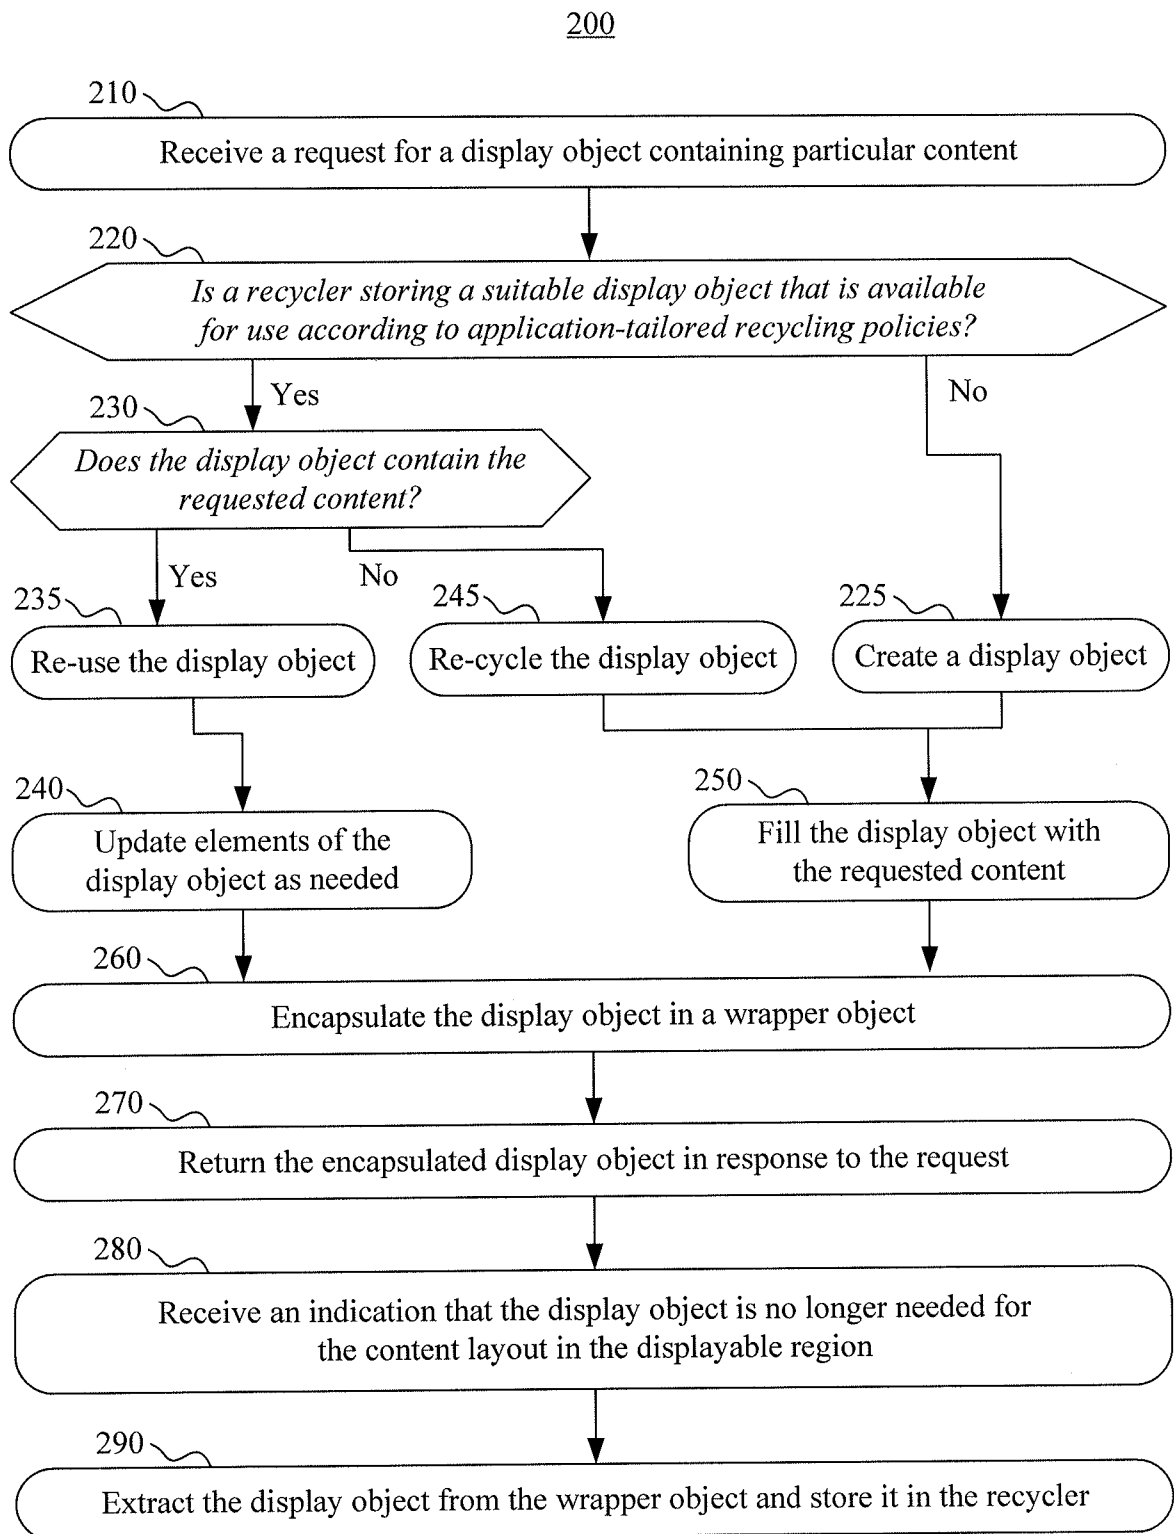 200
210
Receive a request for a display object containing particular content
220
Is a recycler storing a suitable display object that is available
for use according to application-tailored recycling policies?
Yes
No
230
Does the display object contain the
requested content?
Yes
No
235
Re-use the display object
245
Re-cycle the display object
225
Create a display object
240
Update elements of the
display object as needed
250
Fill the display object with
the requested content
260
Encapsulate the display object in a wrapper object
270
Return the encapsulated display object in response to the request
280
Receive an indication that the display object is no longer needed for
the content layout in the displayable region
290
Extract the display object from the wrapper object and store it in the recycler